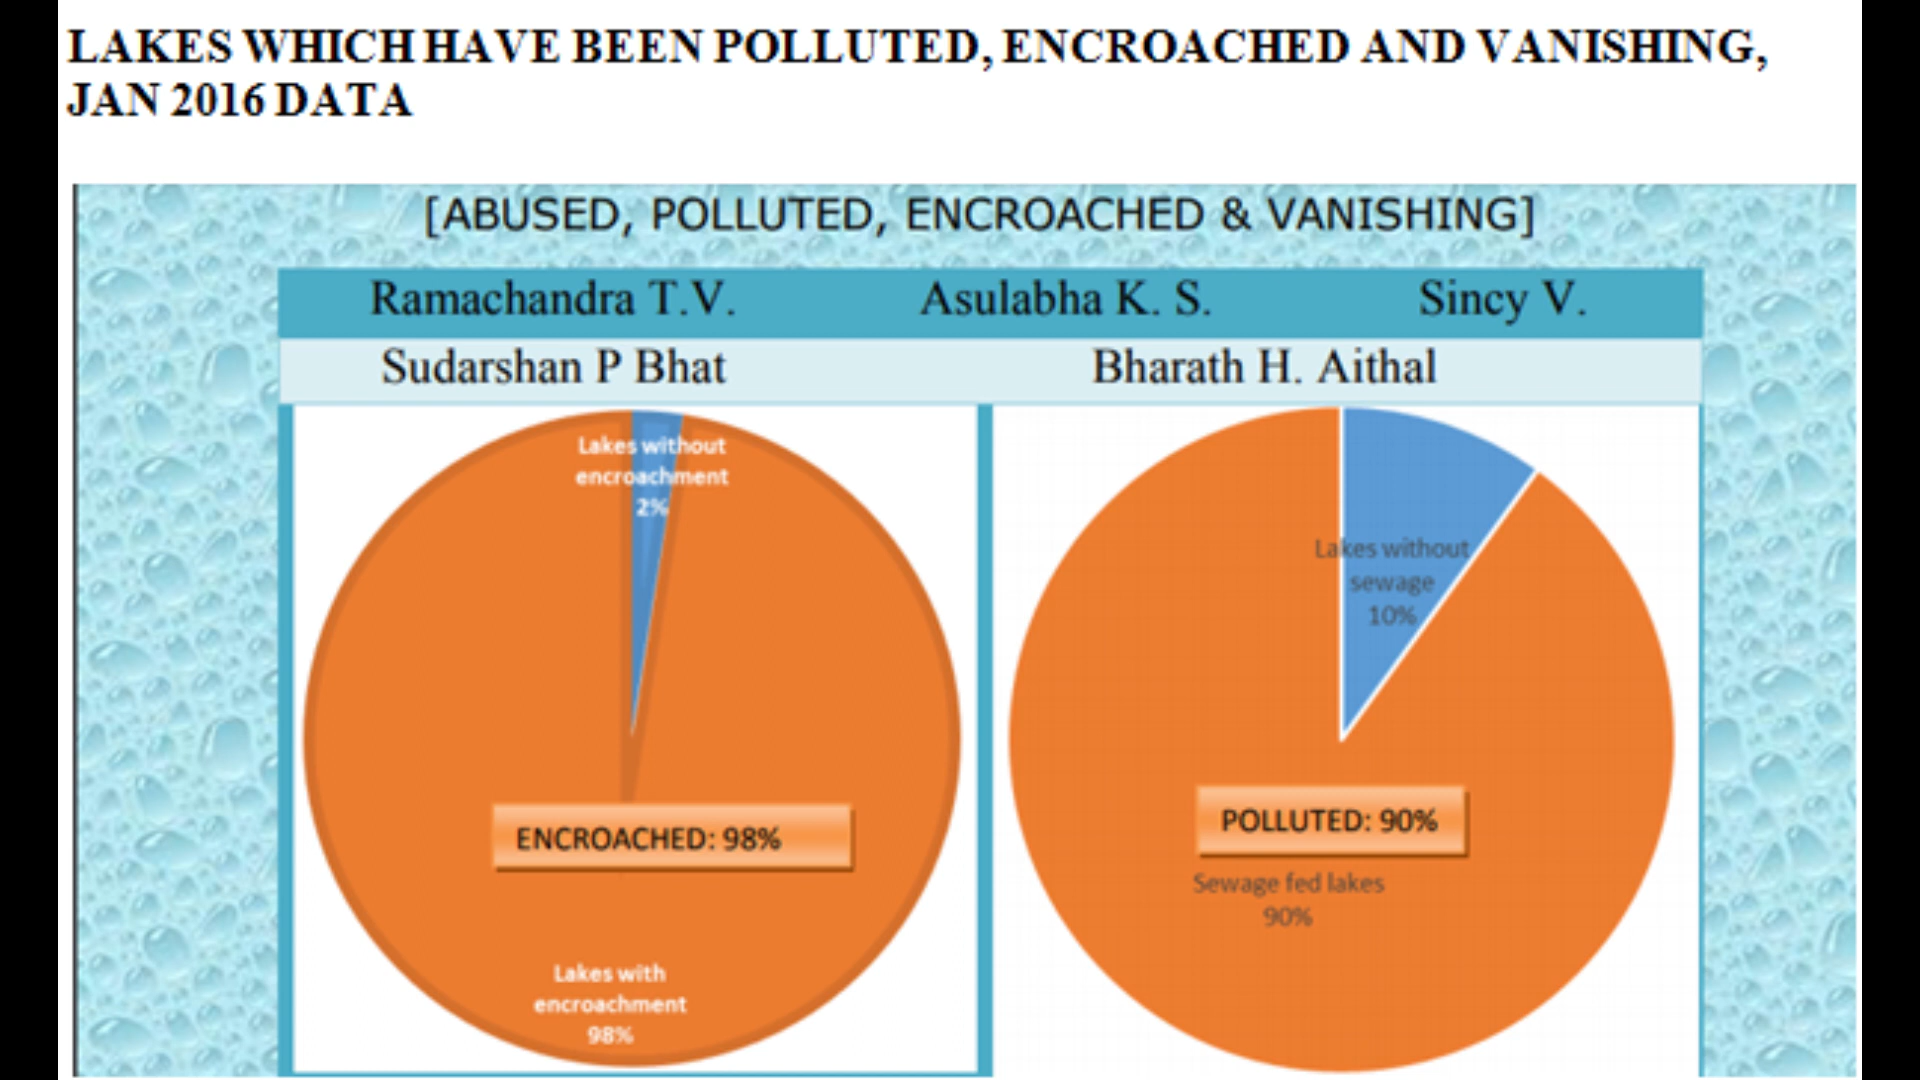 LAKES WHICH HAVE BEEN POLLUTED, ENCROACHED AND VANISHING,
JAN 2016 DATA
[ABUSED, POLLUTED, ENCROACHED & VANISHING]
Ramachandra T.V. Asulabha K. S. Sincy V.
Sudarshan P Bhat Bharath H. Aithal
Lakes without
encroachment
2%
ENCROACHED: 98%
Lakes with
encroachment
98%
Lakes without
sewage
10%
POLLUTED: 90%
Sewage fed lakes
90%